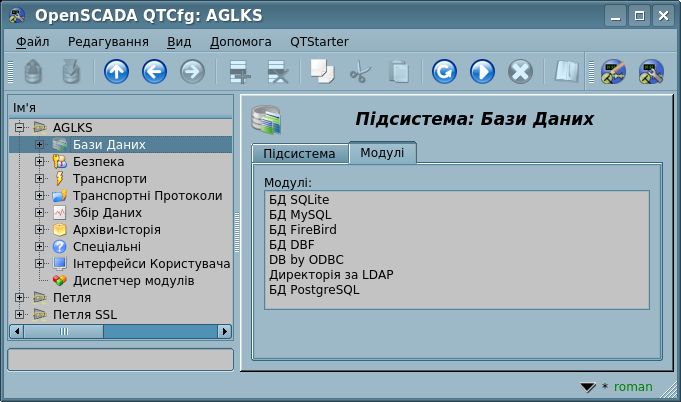 OpenSCADA QTCfg: AGLKS
Файл Редагування Вид Допомога QTStarter
Ім'я
AGLKS
Бази Даних
Безпека
Транспорти
Транспортні Протоколи
Збір Даних
Архіви-Історія
Спеціальні
Інтерфейси Користувача
Диспетчер модулів
Петля
Петля SSL
Підсистема: Бази Даних
Підсистема Модулі
Модулі:
БД SQLite
БД MySQL
БД FireBird
БД DBF
DB by ODBC
Директорія за LDAP
БД PostgreSQL
* roman